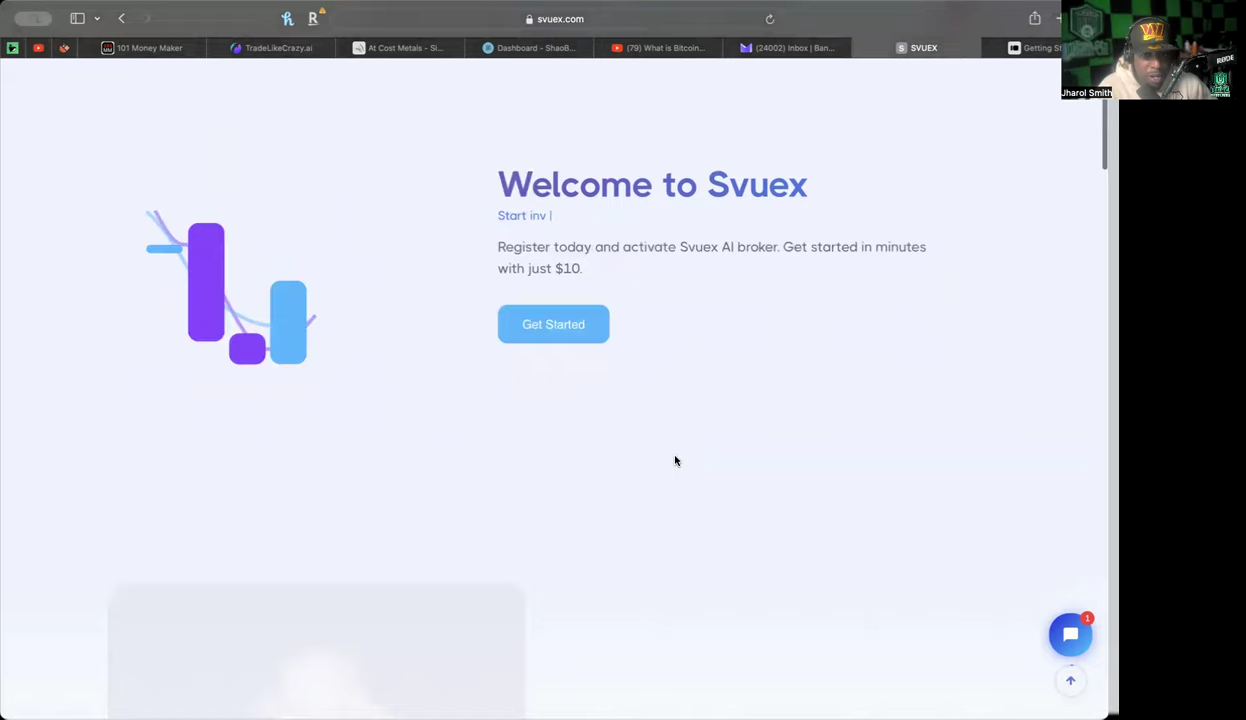 svuex.com
101 Money Maker
TradeLikeCrazy.ai
At Cost Metals - Si...
Dashboard - ShaoB...
(79) What is Bitcoin...
(24002) Inbox | Ban...
S SVUEX
Getting St
RØDE
Jharol Smith
Welcome to Svuex
Start inv |
Register today and activate Svuex AI broker. Get started in minutes
with just $10.
Get Started
1